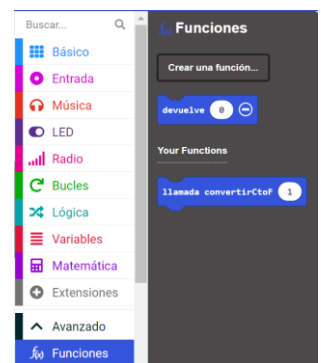 Buscar...
Básico
Entrada
Música
LED
Radio
Bucles
Lógica
Variables
Matemática
Extensiones
Avanzado
f(x) Funciones
f(x) Funciones
Crear una función...
devuelve 0
Your Functions
llamada convertirCtoF 1